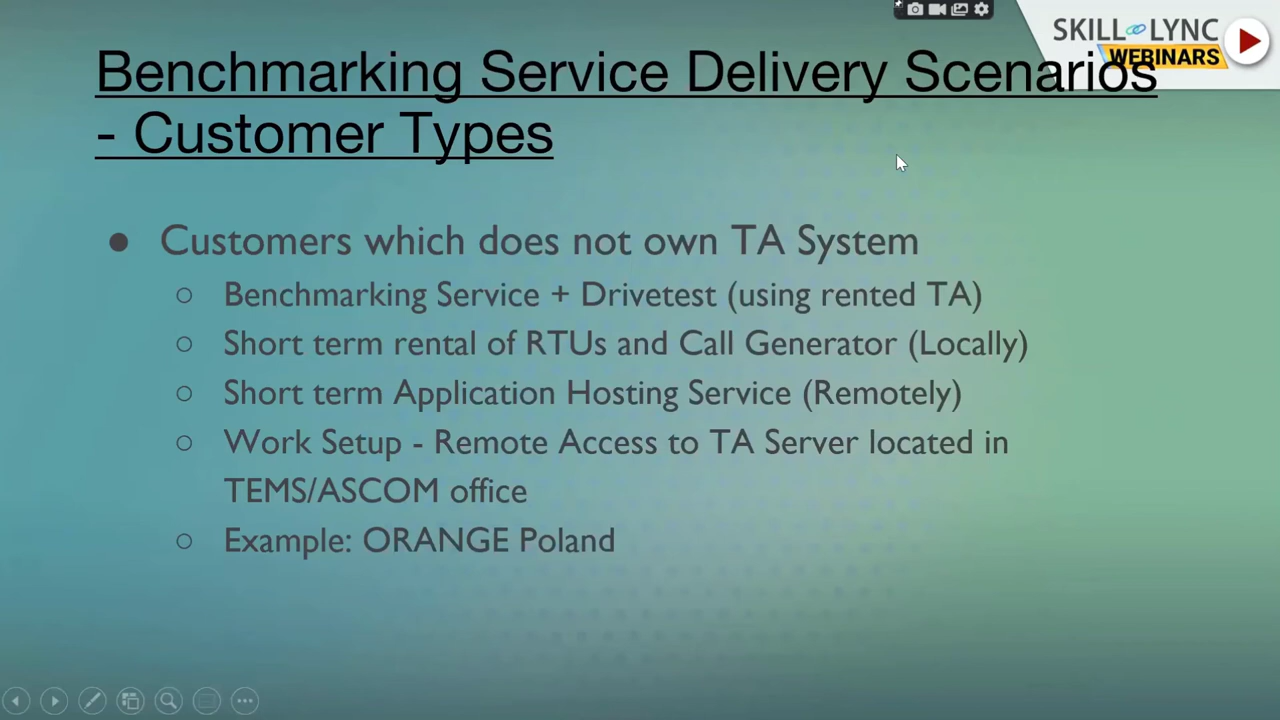 SKILL LYNC
WEBINARS
Benchmarking Service Delivery Scenarios
- Customer Types
● Customers which does not own TA System
○ Benchmarking Service + Drivetest (using rented TA)
○ Short term rental of RTUs and Call Generator (Locally)
○ Short term Application Hosting Service (Remotely)
○ Work Setup - Remote Access to TA Server located in
TEMS/ASCOM office
○ Example: ORANGE Poland